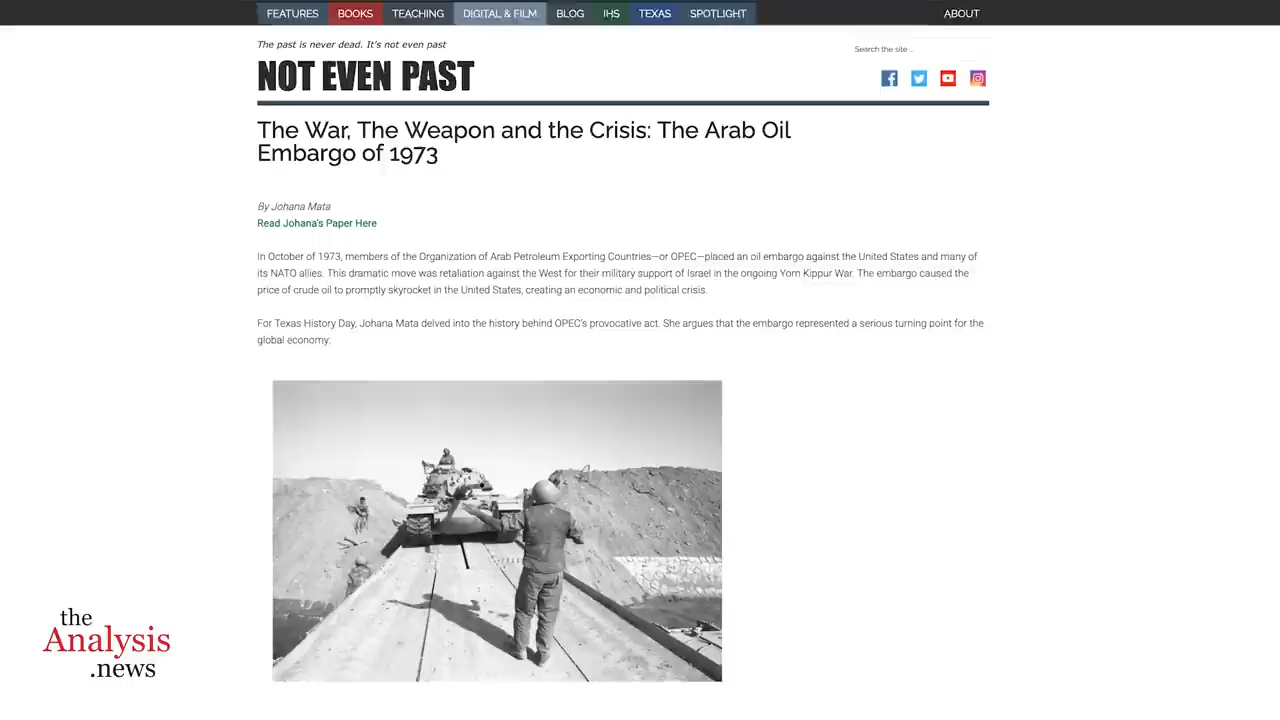 FEATURES BOOKS TEACHING DIGITAL & FILM BLOG IHS TEXAS SPOTLIGHT ABOUT
The past is never dead. It's not even past
Search the site ...
NOT EVEN PAST
The War, The Weapon and the Crisis: The Arab Oil
Embargo of 1973
By Johana Mata
Read Johana's Paper Here
In October of 1973, members of the Organization of Arab Petroleum Exporting Countries—or OPEC—placed an oil embargo against the United States and many of
its NATO allies. This dramatic move was retaliation against the West for their military support of Israel in the ongoing Yom Kippur War. The embargo caused the
price of crude oil to promptly skyrocket in the United States, creating an economic and political crisis.
For Texas History Day, Johana Mata delved into the history behind OPEC's provocative act. She argues that the embargo represented a serious turning point for the
global economy:
the
Analysis
.news